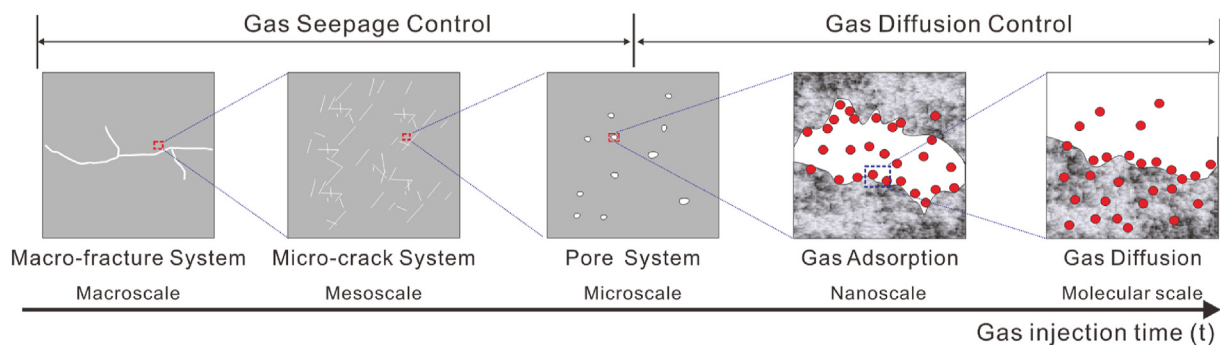 Gas Seepage Control
Gas Diffusion Control
Macro-fracture System
Micro-crack System
Pore System
Gas Adsorption
Gas Diffusion
Macroscale
Mesoscale
Microscale
Nanoscale
Molecular scale
Gas injection time (t)